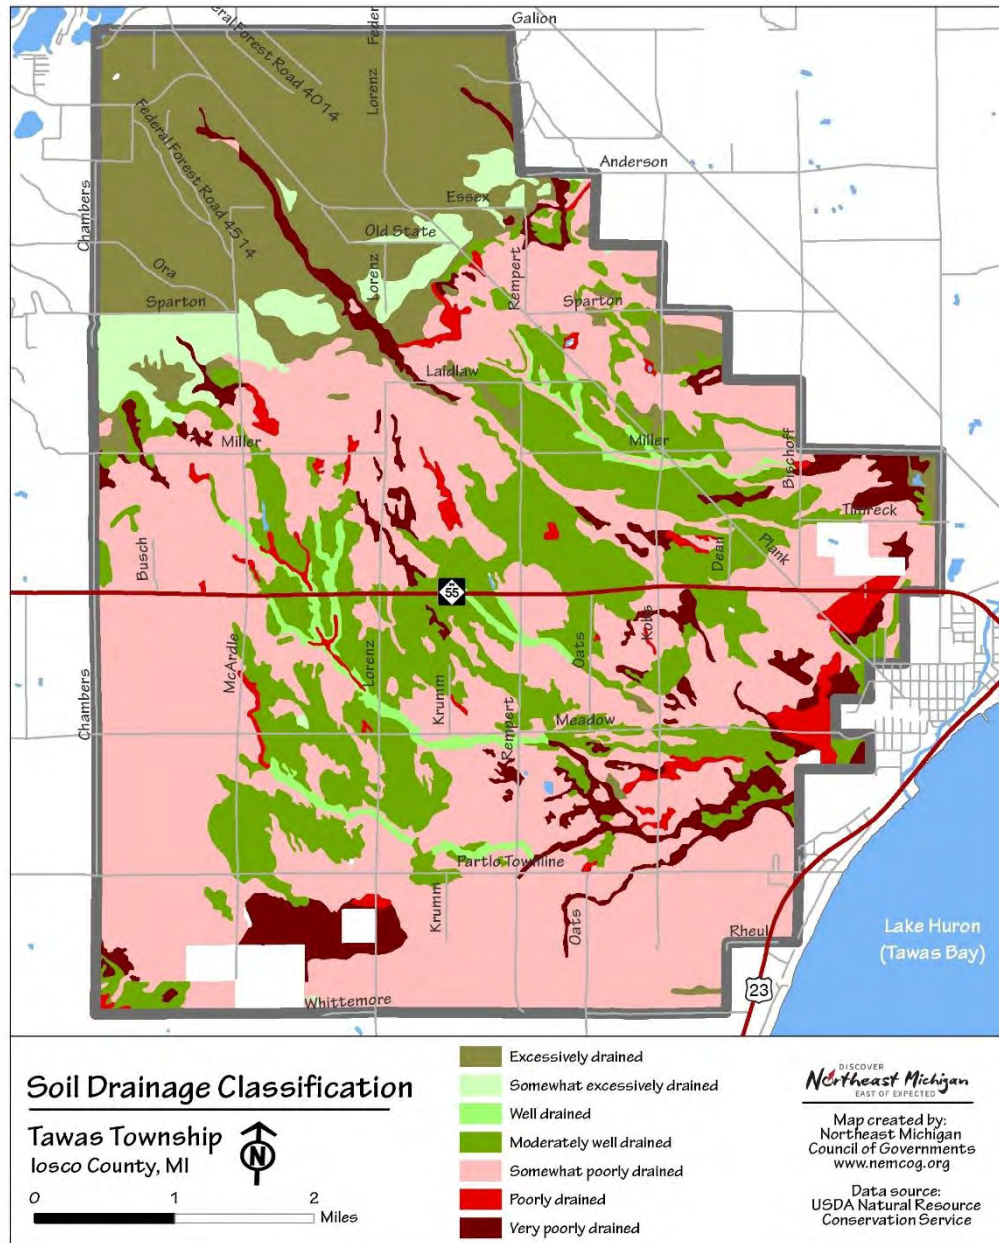 Galion
Federal Forest Road 4014
Feder
Lorenz
Federal Forest Road 4514
Anderson
Chambers
Essex
Old State
Ora
Lorenz
Rempert
Sparton
Sparton
Laidlaw
Miller
Miller
Bischoff
Timreck
Busch
Dean
Plank
M
55
McArdle
Lorenz
Oats
Kobs
Chambers
Krumm
Rempert
Meadow
Partlo Townline
Krumm
Oats
Rheul
Lake Huron
(Tawas Bay)
23
Whittemore
Soil Drainage Classification
Tawas Township
Iosco County, MI
N
0 1 2
Miles
Excessively drained
Somewhat excessively drained
Well drained
Moderately well drained
Somewhat poorly drained
Poorly drained
Very poorly drained
DISCOVER
Northeast Michigan
EAST OF EXPECTED
Map created by:
Northeast Michigan
Council of Governments
www.nemcog.org
Data source:
USDA Natural Resource
Conservation Service